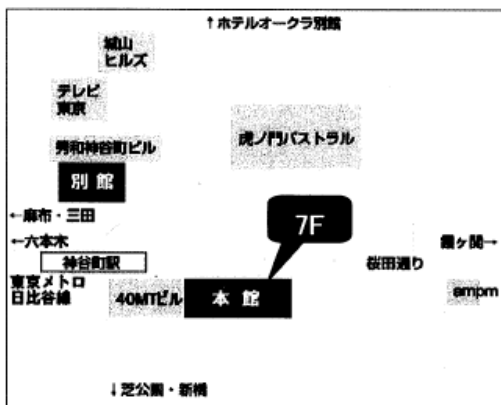 ↑ホテルオークラ別館
城山
ヒルズ
テレビ
東京
秀和神谷町ビル
虎ノ門パストラル
別館
←麻布・三田
7F
←六本木
霞ヶ関→
神谷町駅
桜田通り
東京メトロ
日比谷線
40MTビル
本館
ampm
↓芝公園・新橋